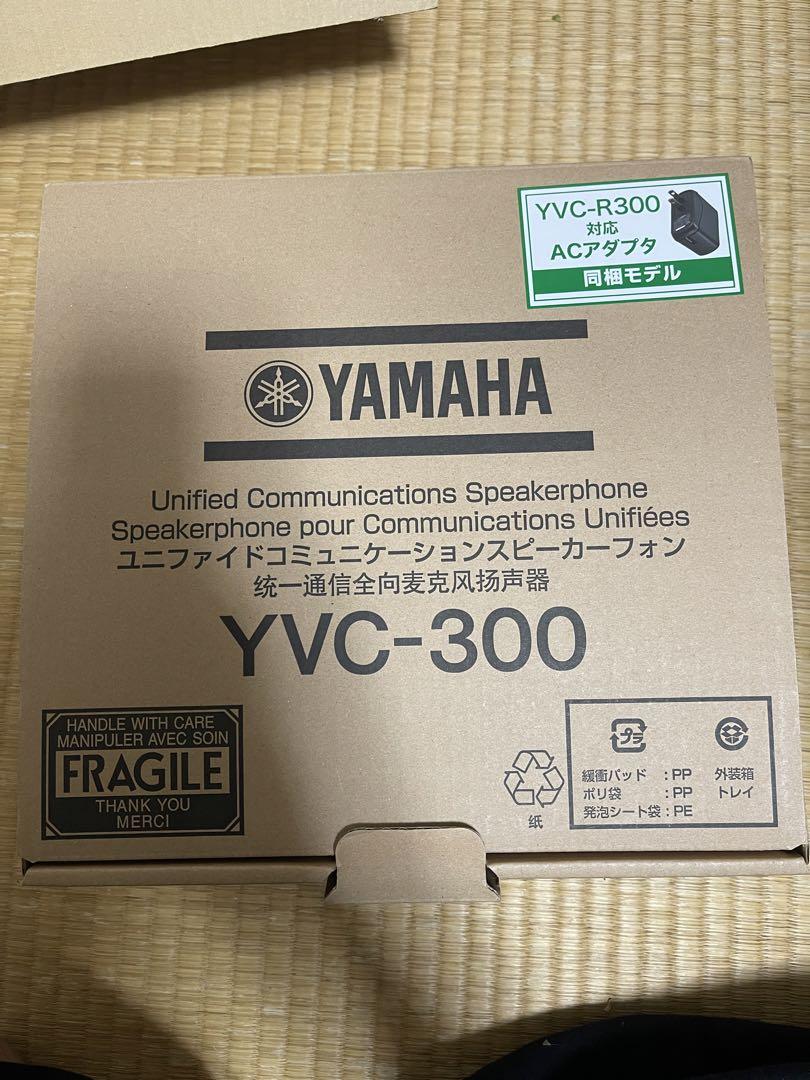 YVC-R300
対応
ACアダプタ
同梱モデル
YAMAHA
Unified Communications Speakerphone
Speakerphone pour Communications Unifiées
ユニファイドコミュニケーションスピーカーフォン
统一通信全向麦克风扬声器
YVC-300
HANDLE WITH CARE
MANIPULER AVEC SOIN
FRAGILE
THANK YOU
MERCI
纸
プラ
緩衝パッド :PP
ポリ袋 :PP
発泡シート袋:PE
外装箱
トレイ